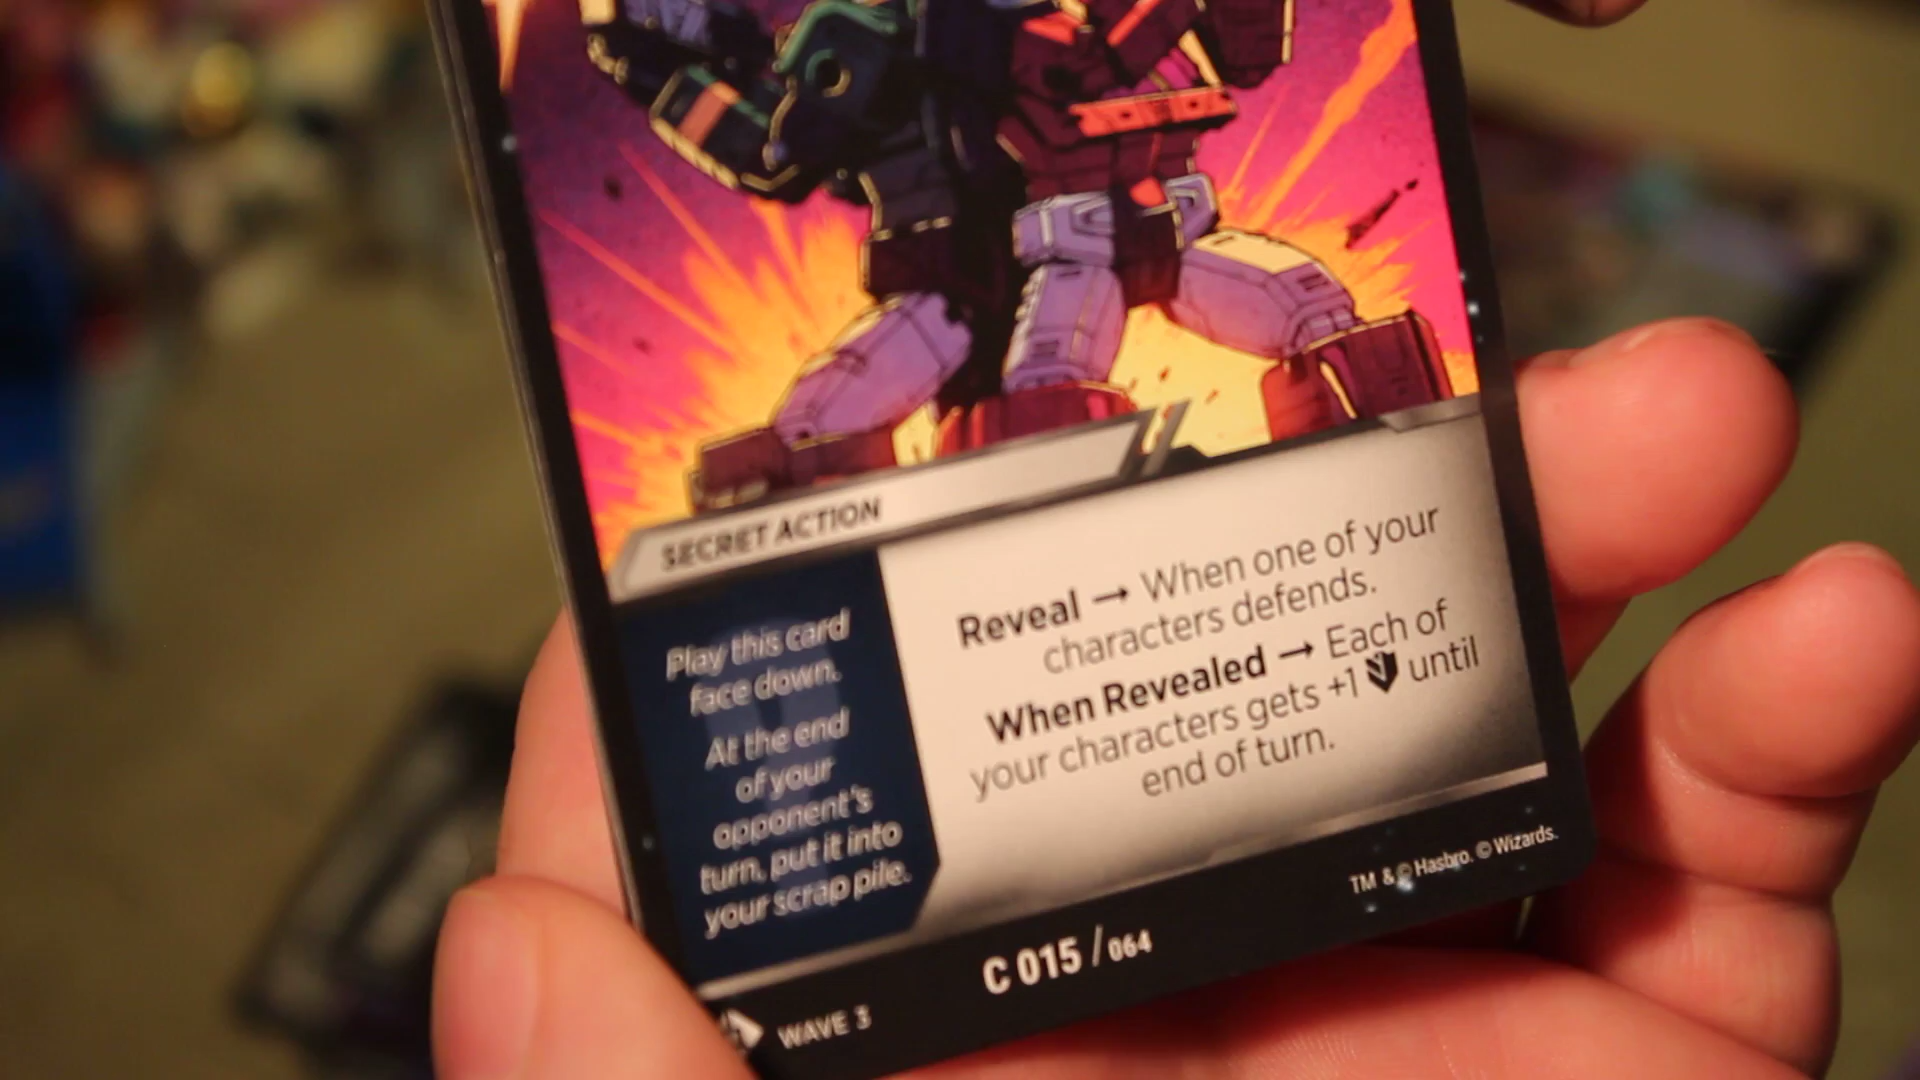 SECRET ACTION
Play this card
face down.
At the end
of your
opponent's
turn, put it into
your scrap pile.
Reveal → When one of your
characters defends.
When Revealed → Each of
your characters gets +1 until
end of turn.
TM & © Hasbro. © Wizards.
C 015 / 064
WAVE 3